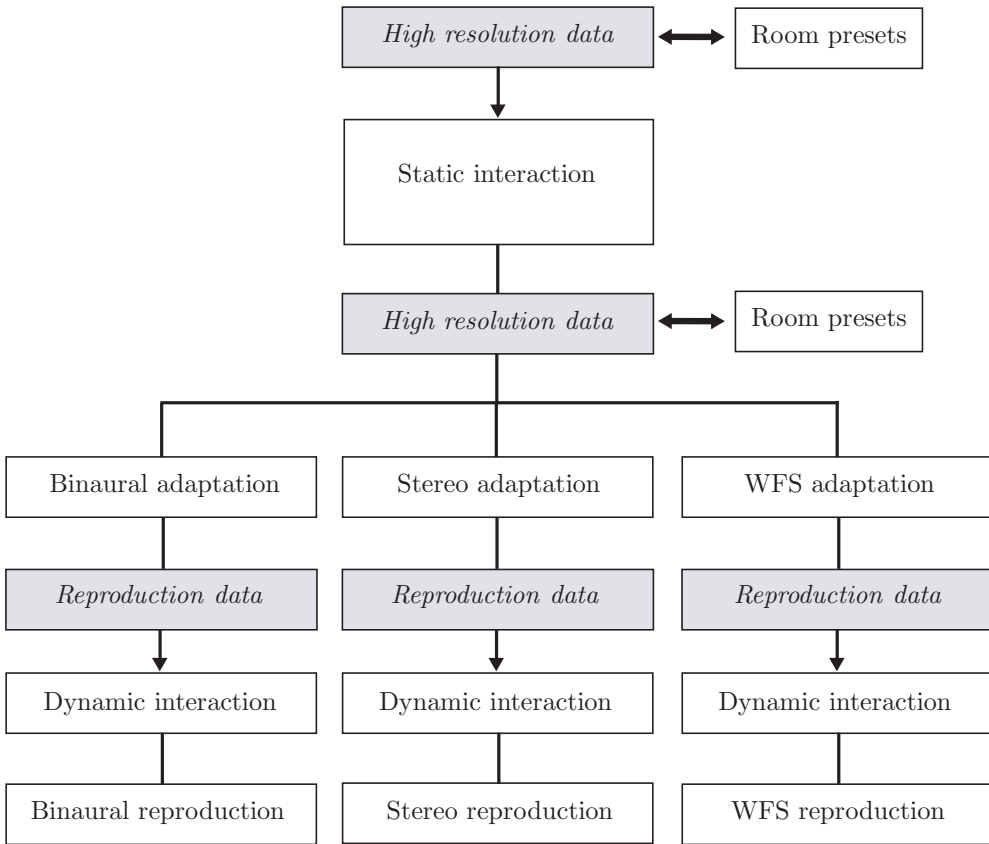 High resolution data
Room presets
Static interaction
High resolution data
Room presets
Binaural adaptation
Stereo adaptation
WFS adaptation
Reproduction data
Reproduction data
Reproduction data
Dynamic interaction
Dynamic interaction
Dynamic interaction
Binaural reproduction
Stereo reproduction
WFS reproduction